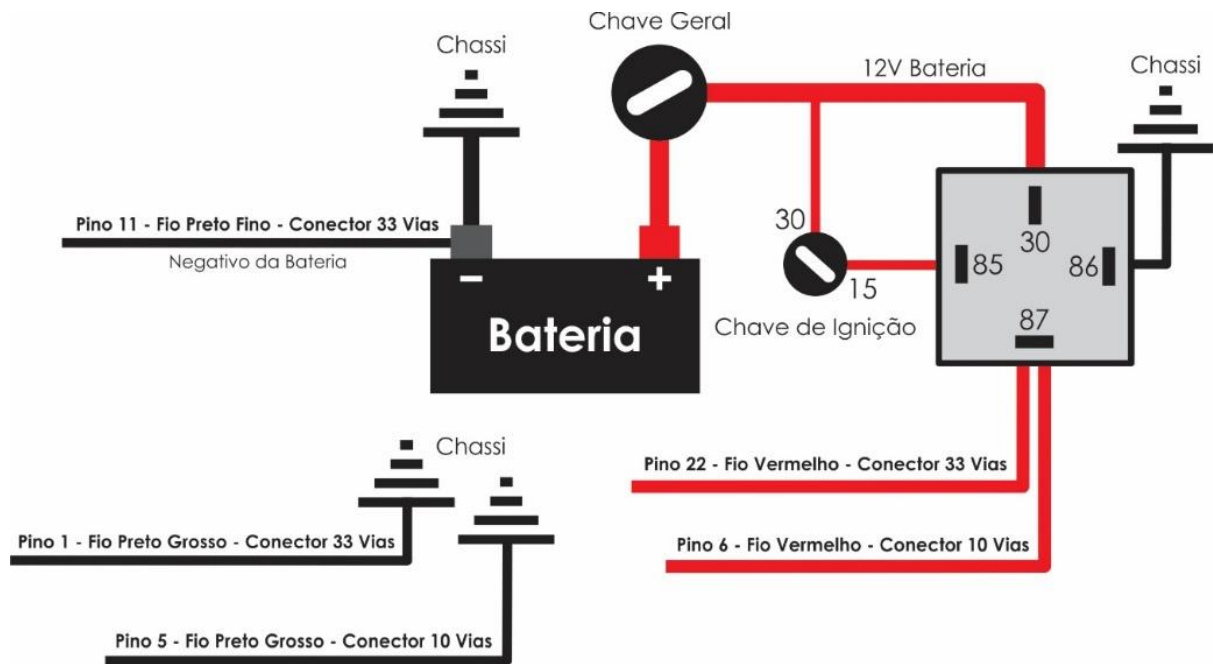 Chave Geral
Chassi
12V Bateria
Chassi
Pino 11 - Fio Preto Fino - Conector 33 Vias
Negativo da Bateria
30
30
85
86
15
- +
Bateria
Chave de Ignição
87
Chassi
Pino 22 - Fio Vermelho - Conector 33 Vias
Pino 1 - Fio Preto Grosso - Conector 33 Vias
Pino 6 - Fio Vermelho - Conector 10 Vias
Pino 5 - Fio Preto Grosso - Conector 10 Vias